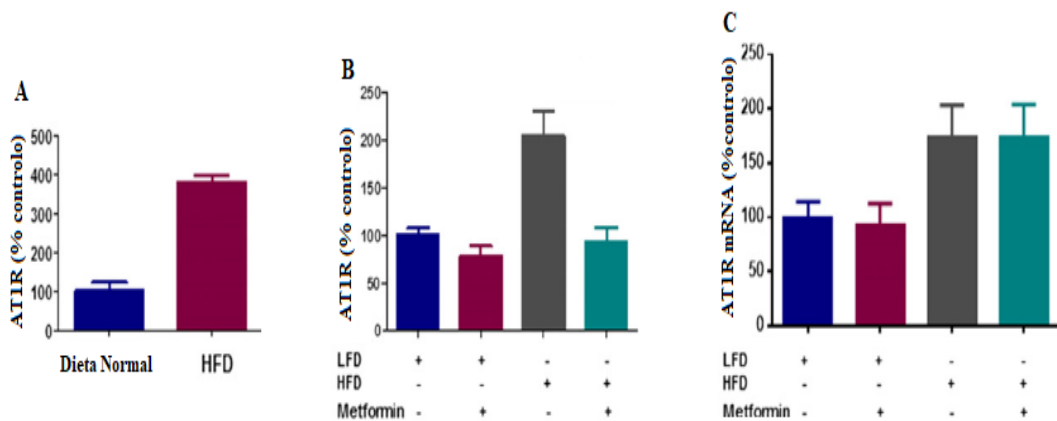 A
AT1R (% controlo)
500
400
300
200
100
0
Dieta Normal HFD
B
AT1R (% controlo)
250
200
150
100
50
0
LFD + + - -
HFD - - + +
Metformin - + - +
C
AT1R mRNA (%controlo)
250
200
150
100
50
0
LFD + + - -
HFD - - + +
Metformin - + - +